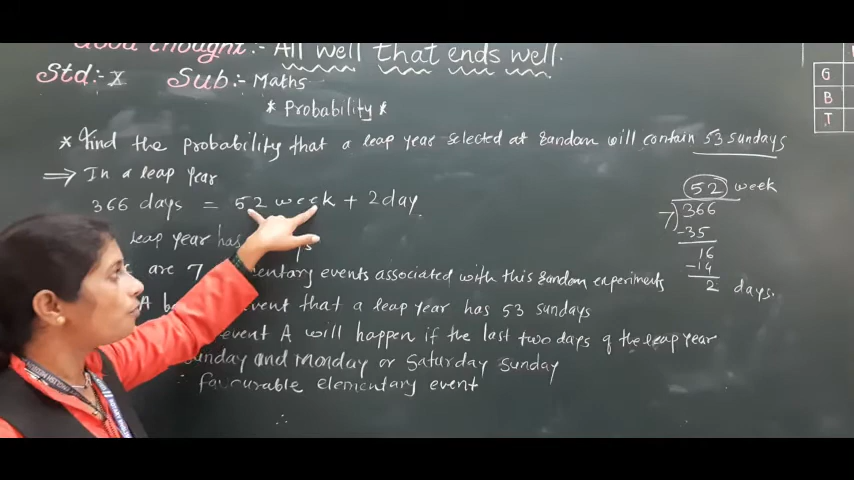 Good thought:- All well that ends well.
Std:- X Sub:- Maths
* Probability *
* Find the probability that a leap year selected at random will contain 53 sundays
⇒ In a leap year
366 days = 52 week + 2 day
leap year has
are 7 elementary events associated with this random experiments
A be event that a leap year has 53 sundays
event A will happen if the last two days of the leap year
sunday and monday or saturday sunday
∴ favourable elementary event
∴
52 week
7)366
-35
16
-14
2 days.
G
B
T